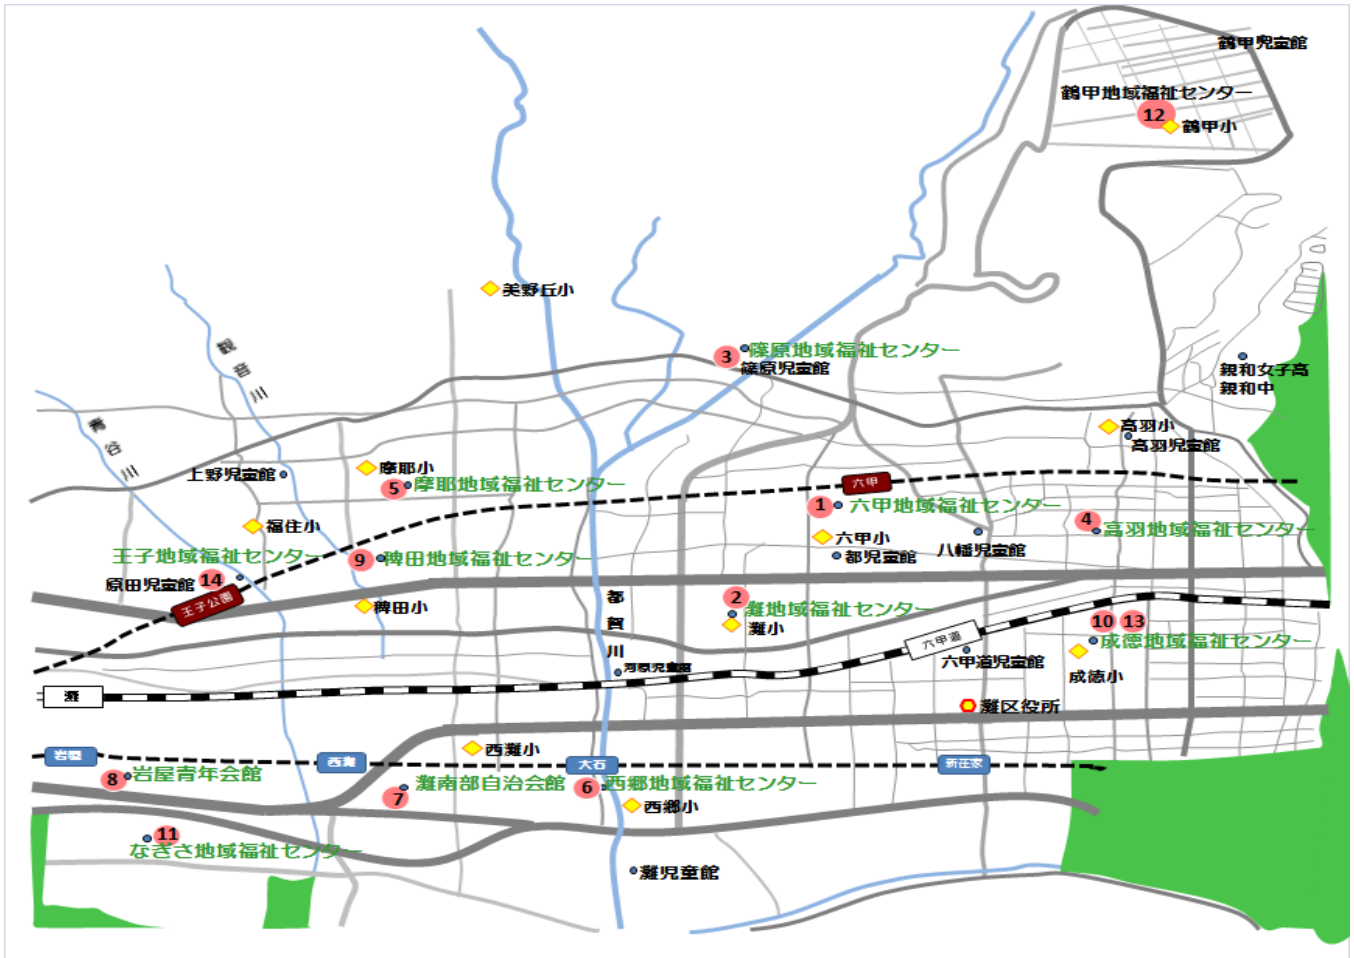 鶴甲児童館
鶴甲地域福祉センター
12
鶴甲小
美野丘小
観音川
3
篠原地域福祉センター
篠原児童館
親和女子高
親和中
青谷川
高羽小
高羽児童館
上野児童館
摩耶小
5
摩耶地域福祉センター
六甲
1
六甲地域福祉センター
福住小
六甲小
都児童館
八幡児童館
4
高羽地域福祉センター
王子地域福祉センター
原田児童館
14
9
稗田地域福祉センター
王子公園
稗田小
都賀川
2
灘地域福祉センター
灘小
六甲道
六甲道児童館
10
13
成徳地域福祉センター
成徳小
河原児童館
灘
灘区役所
岩屋
西灘
西灘小
大石
新在家
8
岩屋青年会館
7
灘南部自治会館
6
西郷地域福祉センター
西郷小
11
なぎさ地域福祉センター
灘児童館